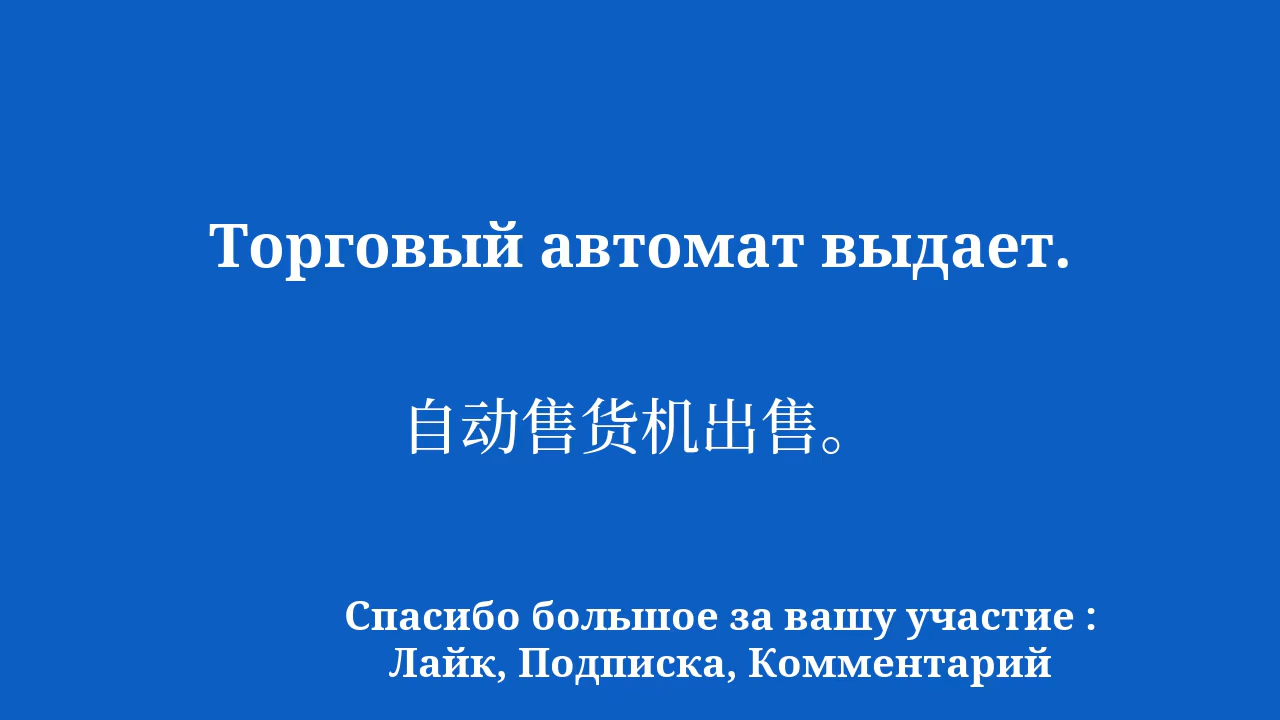 Торговый автомат выдает.
自动售货机出售。
Спасибо большое за вашу участие :
Лайк, Подписка, Комментарий